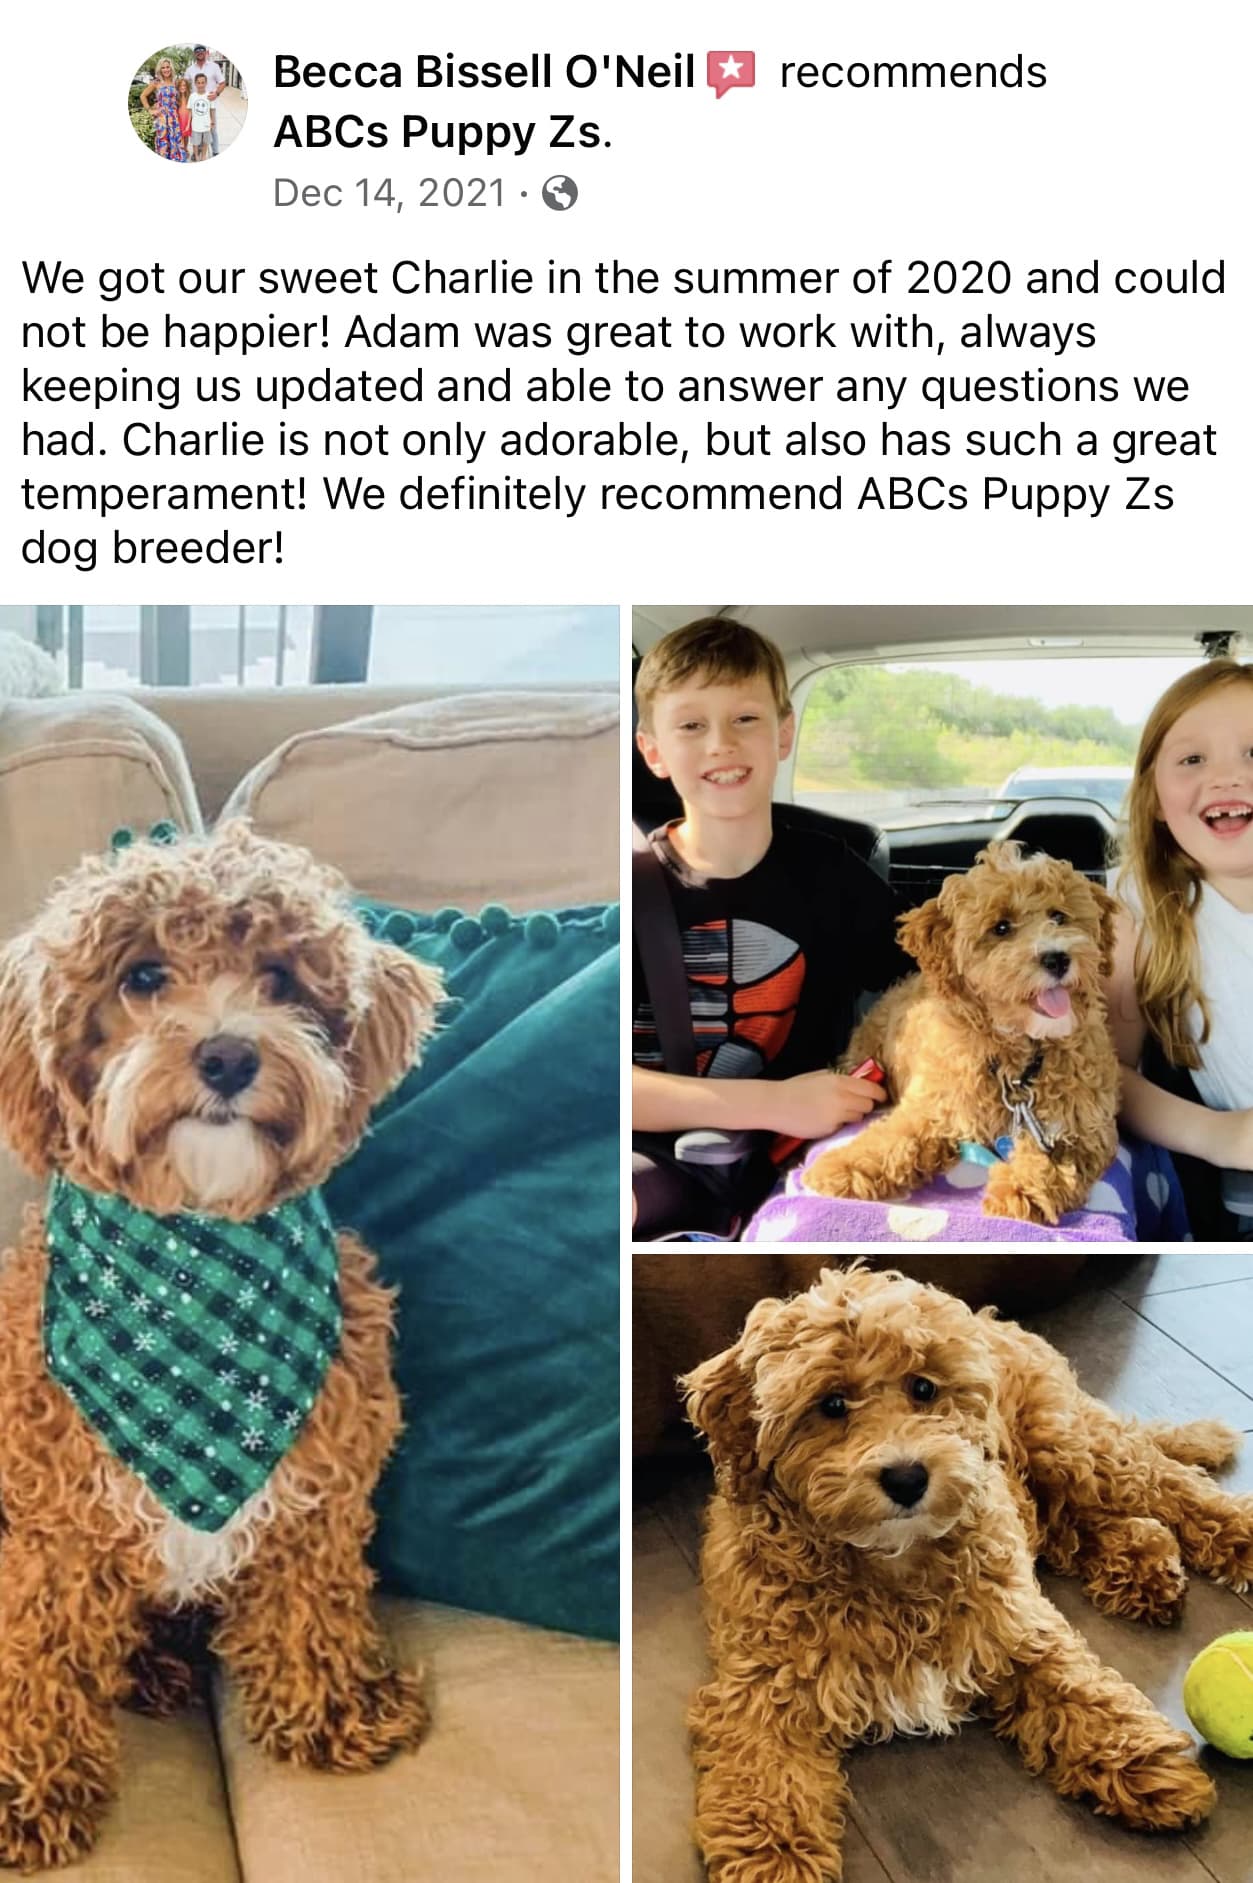 Becca Bissell O'Neil recommends
ABCs Puppy Zs.
Dec 14, 2021 ·
We got our sweet Charlie in the summer of 2020 and could
not be happier! Adam was great to work with, always
keeping us updated and able to answer any questions we
had. Charlie is not only adorable, but also has such a great
temperament! We definitely recommend ABCs Puppy Zs
dog breeder!